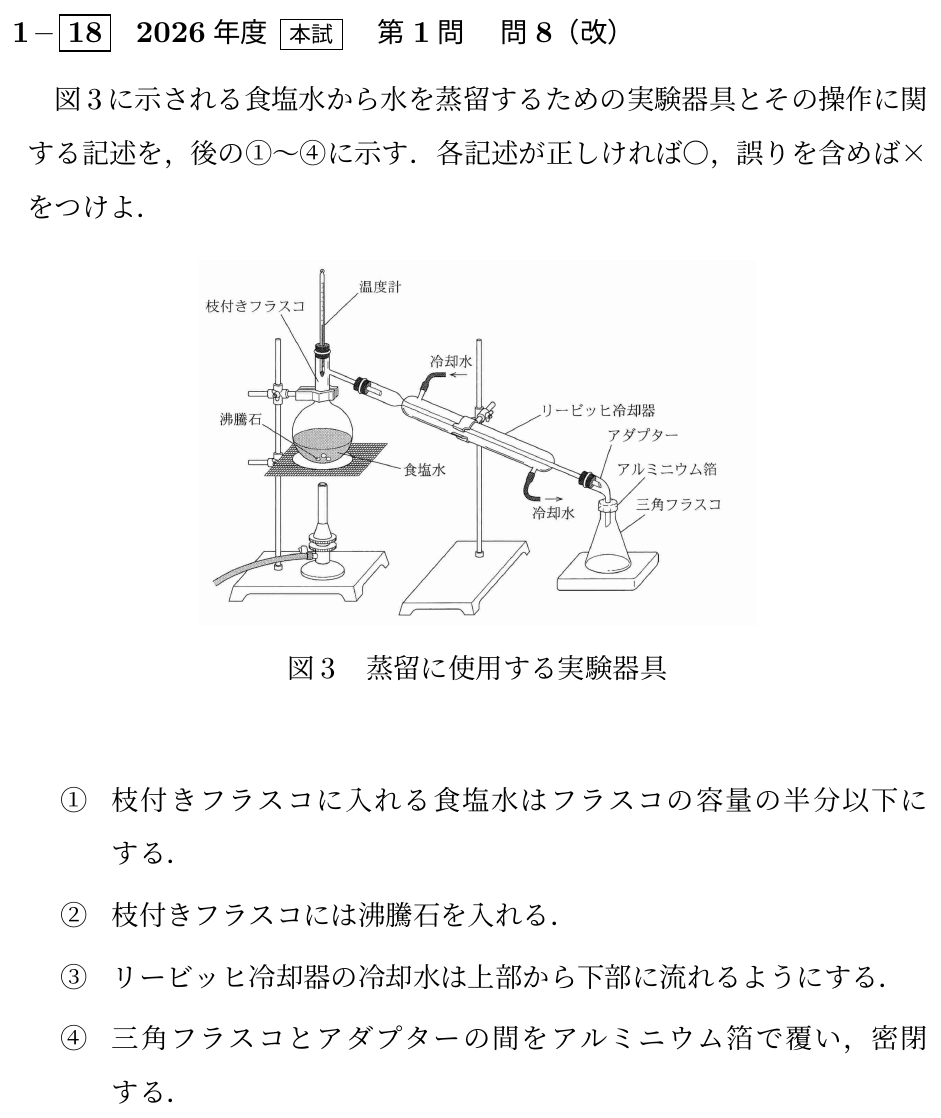 1－18 2026 年度 本試 第 1 問 問 8（改）
図 3 に示される食塩水から水を蒸留するための実験器具とその操作に関
する記述を，後の①～④に示す．各記述が正しければ○，誤りを含めば×
をつけよ．
温度計
枝付きフラスコ
冷却水
リービッヒ冷却器
沸騰石
アダプター
アルミニウム箔
食塩水
三角フラスコ
冷却水
図 3 蒸留に使用する実験器具
① 枝付きフラスコに入れる食塩水はフラスコの容量の半分以下に
する．
② 枝付きフラスコには沸騰石を入れる．
③ リービッヒ冷却器の冷却水は上部から下部に流れるようにする．
④ 三角フラスコとアダプターの間をアルミニウム箔で覆い，密閉
する．